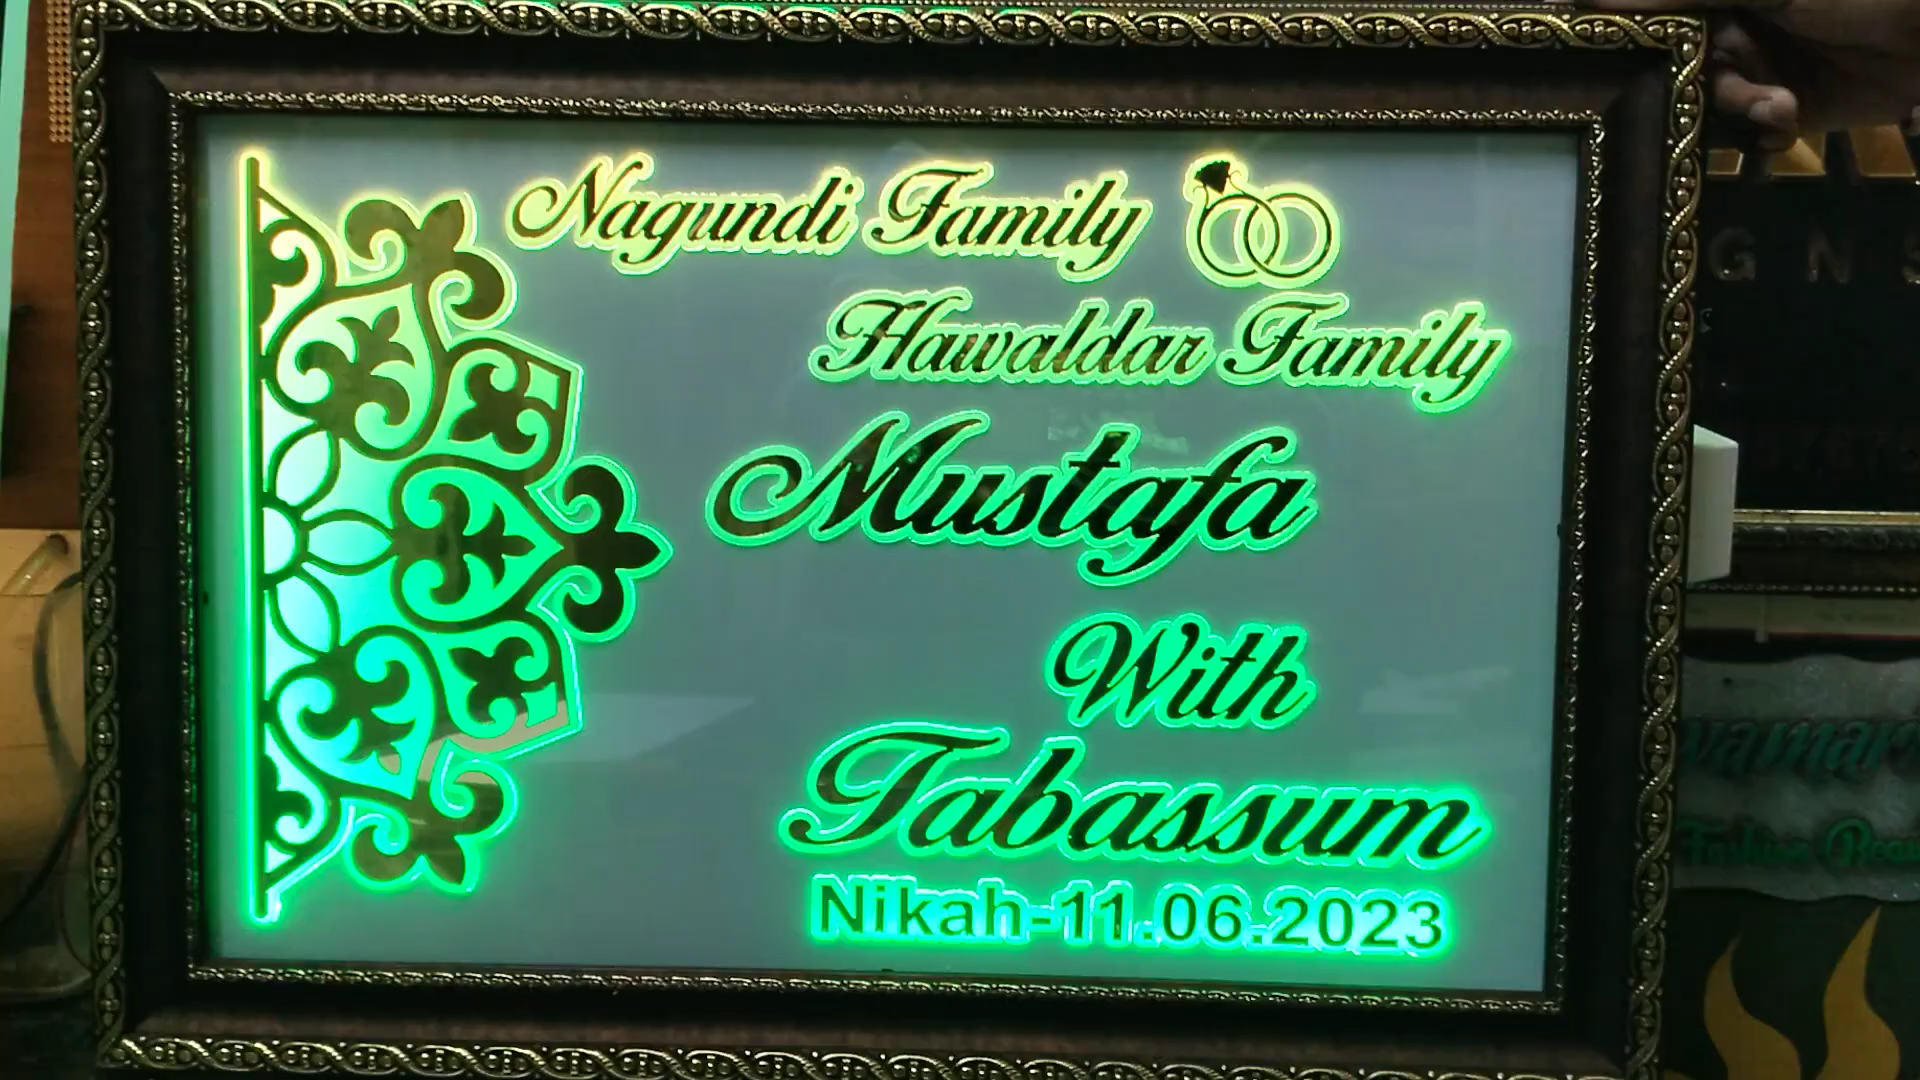 Nagundi Family
Hawaldar Family
Mustafa
With
Tabassum
Nikah-11.06.2023
G N S